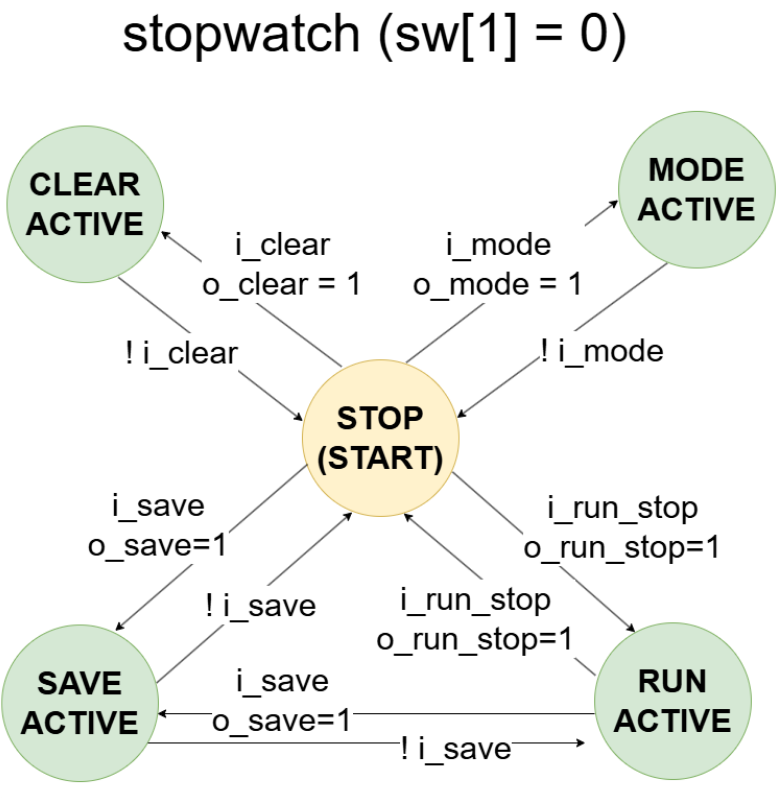 stopwatch (sw[1] = 0)
CLEAR
ACTIVE
MODE
ACTIVE
i_clear
o_clear = 1
i_mode
o_mode = 1
! i_clear
! i_mode
STOP
(START)
i_save
o_save=1
i_run_stop
o_run_stop=1
! i_save
i_run_stop
o_run_stop=1
SAVE
ACTIVE
i_save
o_save=1
! i_save
RUN
ACTIVE